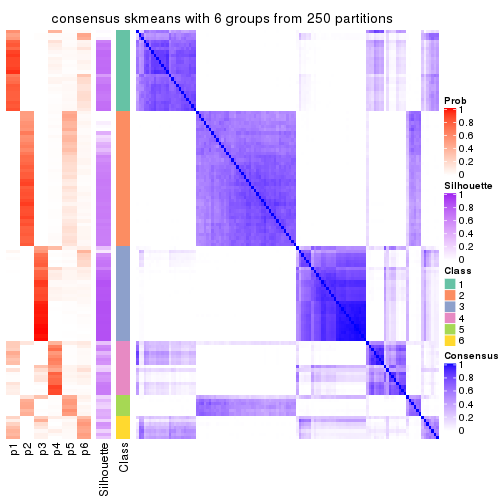 consensus skmeans with 6 groups from 250 partitions
Prob
1
0.8
0.6
0.4
0.2
0
Silhouette
1
0.8
0.6
0.4
0.2
0
Class
1
2
3
4
5
6
Consensus
1
0.8
0.6
0.4
0.2
0
p1
p2
p3
p4
p5
p6
Silhouette
Class